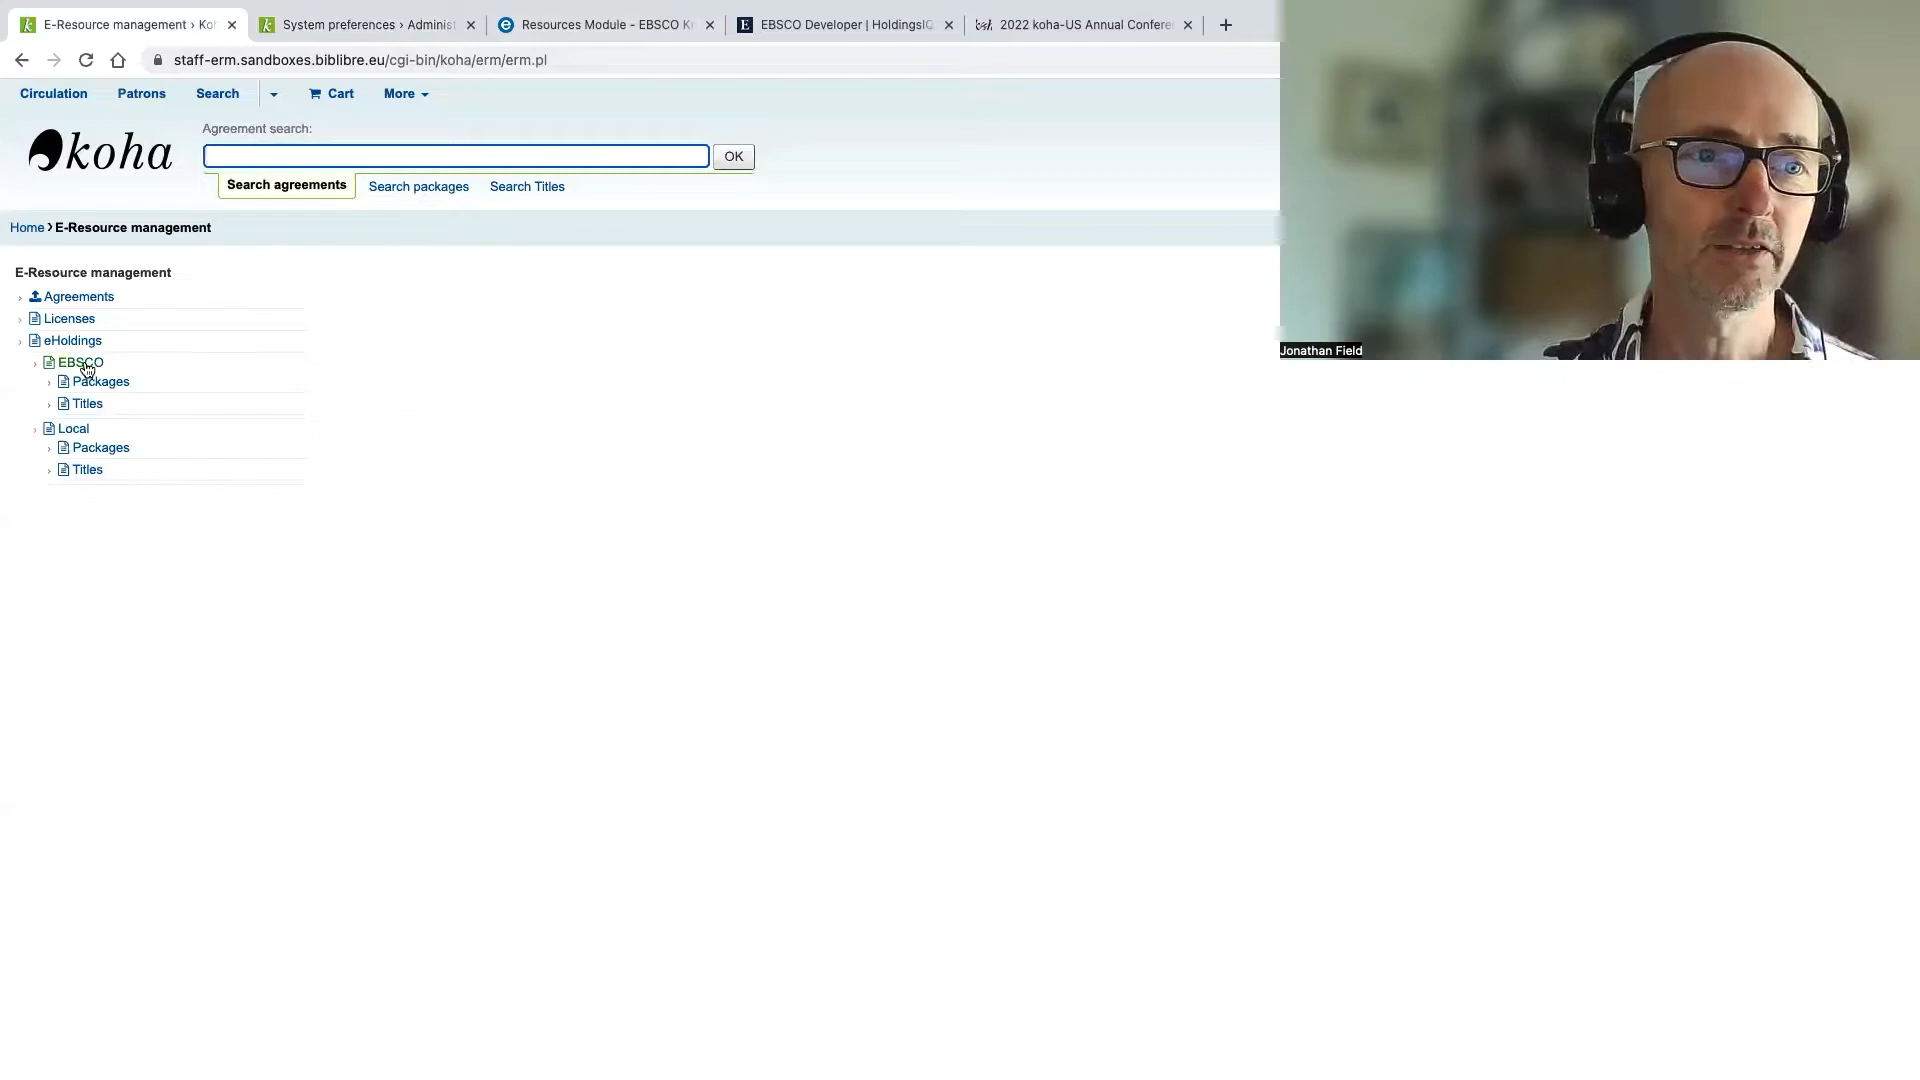 E-Resource management › Koh
System preferences › Administ
Resources Module - EBSCO K
EBSCO Developer | HoldingsIQ
2022 koha-US Annual Confere
staff-erm.sandboxes.biblibre.eu/cgi-bin/koha/erm/erm.pl
Circulation Patrons Search Cart More
koha
Agreement search:
OK
Search agreements Search packages Search Titles
Home › E-Resource management
E-Resource management
Agreements
Licenses
eHoldings
EBSCO
Packages
Titles
Local
Packages
Titles
Jonathan Field